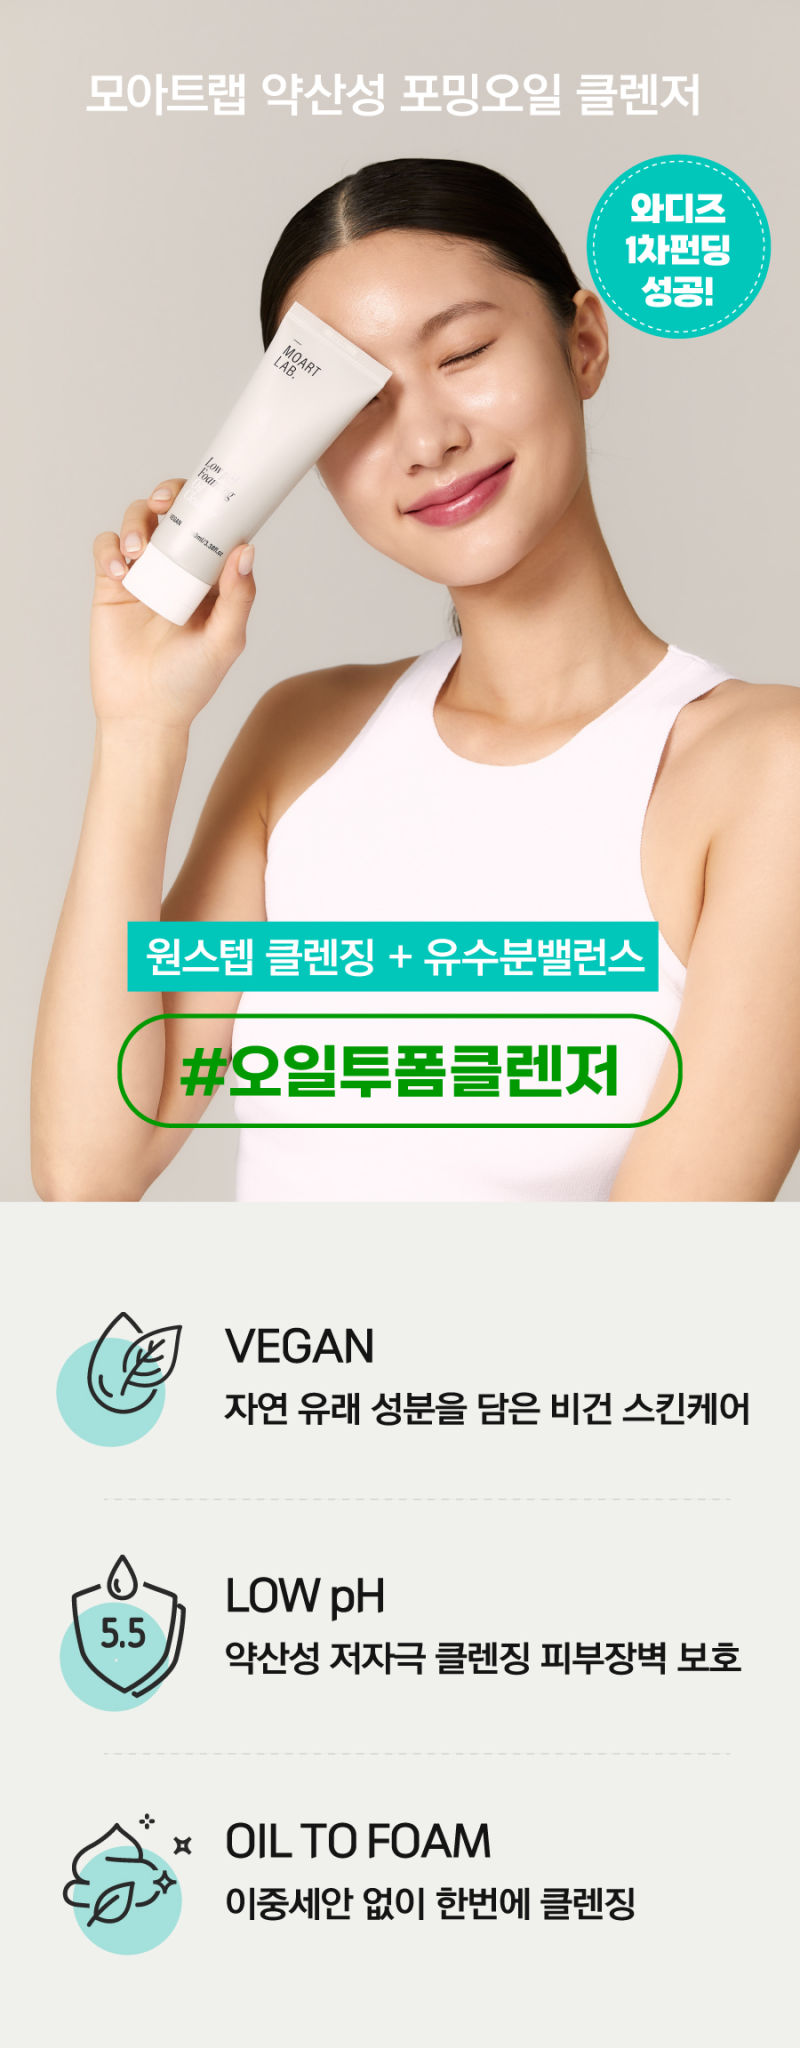 모아트랩 약산성 포밍오일 클렌저
와디즈
1차펀딩
성공!
MOART
LAB.
VEGAN
원스텝 클렌징 + 유수분밸런스
#오일투폼클렌저
VEGAN
자연 유래 성분을 담은 비건 스킨케어
5.5
LOW pH
약산성 저자극 클렌징 피부장벽 보호
OIL TO FOAM
이중세안 없이 한번에 클렌징